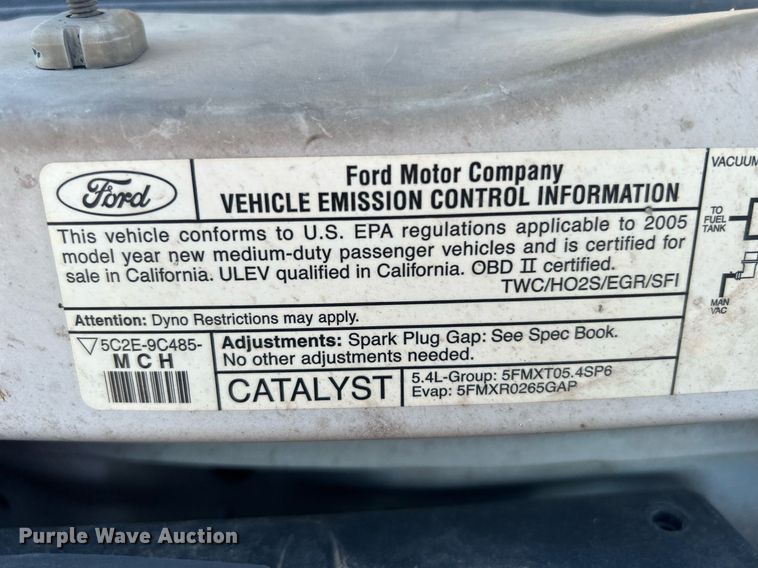 Ford
Ford Motor Company
VEHICLE EMISSION CONTROL INFORMATION
This vehicle conforms to U.S. EPA regulations applicable to 2005
model year new medium-duty passenger vehicles and is certified for
sale in California. ULEV qualified in California. OBD II certified.
TWC/HO2S/EGR/SFI
Attention: Dyno Restrictions may apply.
5C2E-9C485-
MCH
Adjustments: Spark Plug Gap: See Spec Book.
No other adjustments needed.
CATALYST
5.4L-Group: 5FMXT05.4SP6
Evap: 5FMXR0265GAP
VACUUM
TO
FUEL
TANK
MAN
VAC
Purple Wave Auction